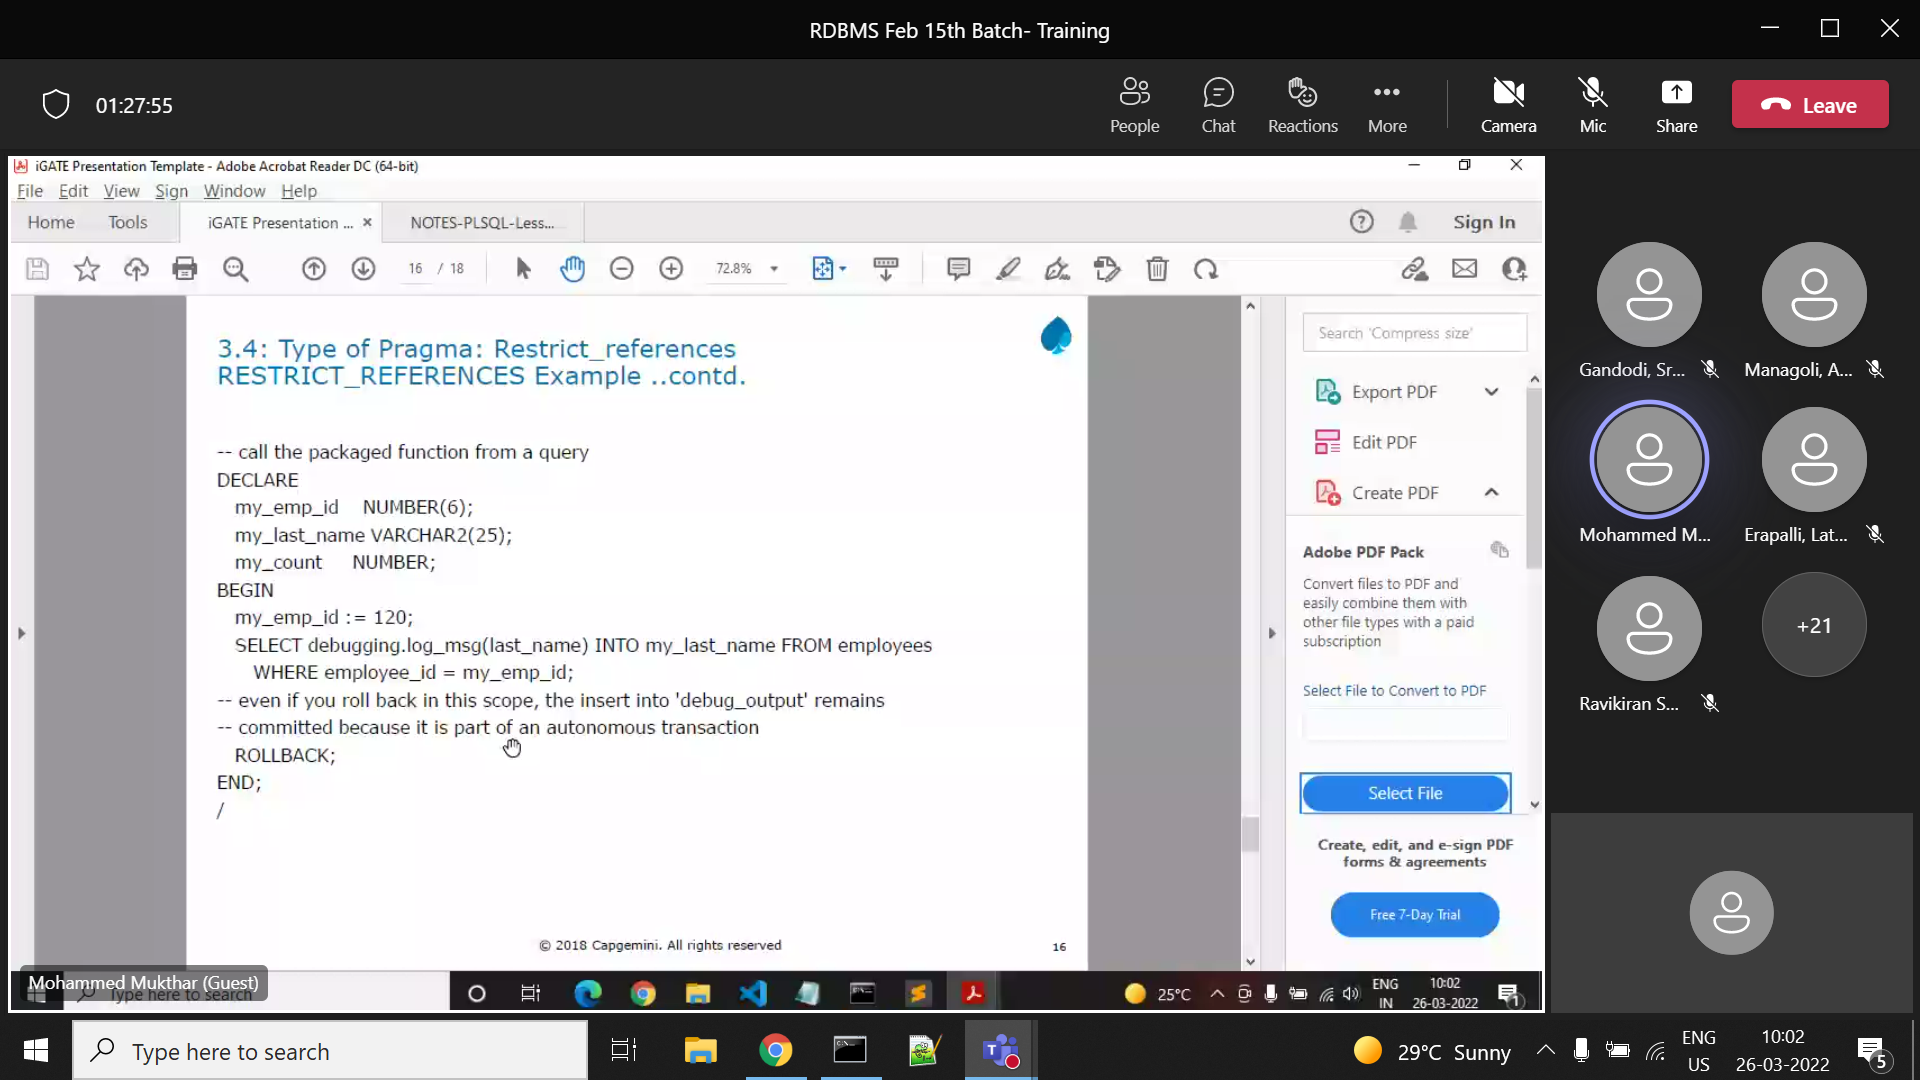 RDBMS Feb 15th Batch- Training
01:27:55
People
Chat
Reactions
More
Camera
Mic
Share
Leave
iGATE Presentation Template - Adobe Acrobat Reader DC (64-bit)
File Edit View Sign Window Help
Home Tools iGATE Presentation ... × NOTES-PLSQL-Less... Sign In
16 / 18 72.8%
3.4: Type of Pragma: Restrict_references
RESTRICT_REFERENCES Example ..contd.
-- call the packaged function from a query
DECLARE
my_emp_id NUMBER(6);
my_last_name VARCHAR2(25);
my_count NUMBER;
BEGIN
my_emp_id := 120;
SELECT debugging.log_msg(last_name) INTO my_last_name FROM employees
WHERE employee_id = my_emp_id;
-- even if you roll back in this scope, the insert into 'debug_output' remains
-- committed because it is part of an autonomous transaction
ROLLBACK;
END;
/
© 2018 Capgemini. All rights reserved
16
Search 'Compress size'
Export PDF
Edit PDF
Create PDF
Adobe PDF Pack
Convert files to PDF and
easily combine them with
other file types with a paid
subscription
Select File to Convert to PDF
Select File
Create, edit, and e-sign PDF
forms & agreements
Free 7-Day Trial
Gandodi, Sr...
Managoli, A...
Mohammed M...
Erapalli, Lat...
Ravikiran S...
+21
Mohammed Mukthar (Guest)
Type here to search
25°C
ENG
IN
10:02
26-03-2022
1
Type here to search
29°C Sunny
ENG
US
10:02
26-03-2022
5